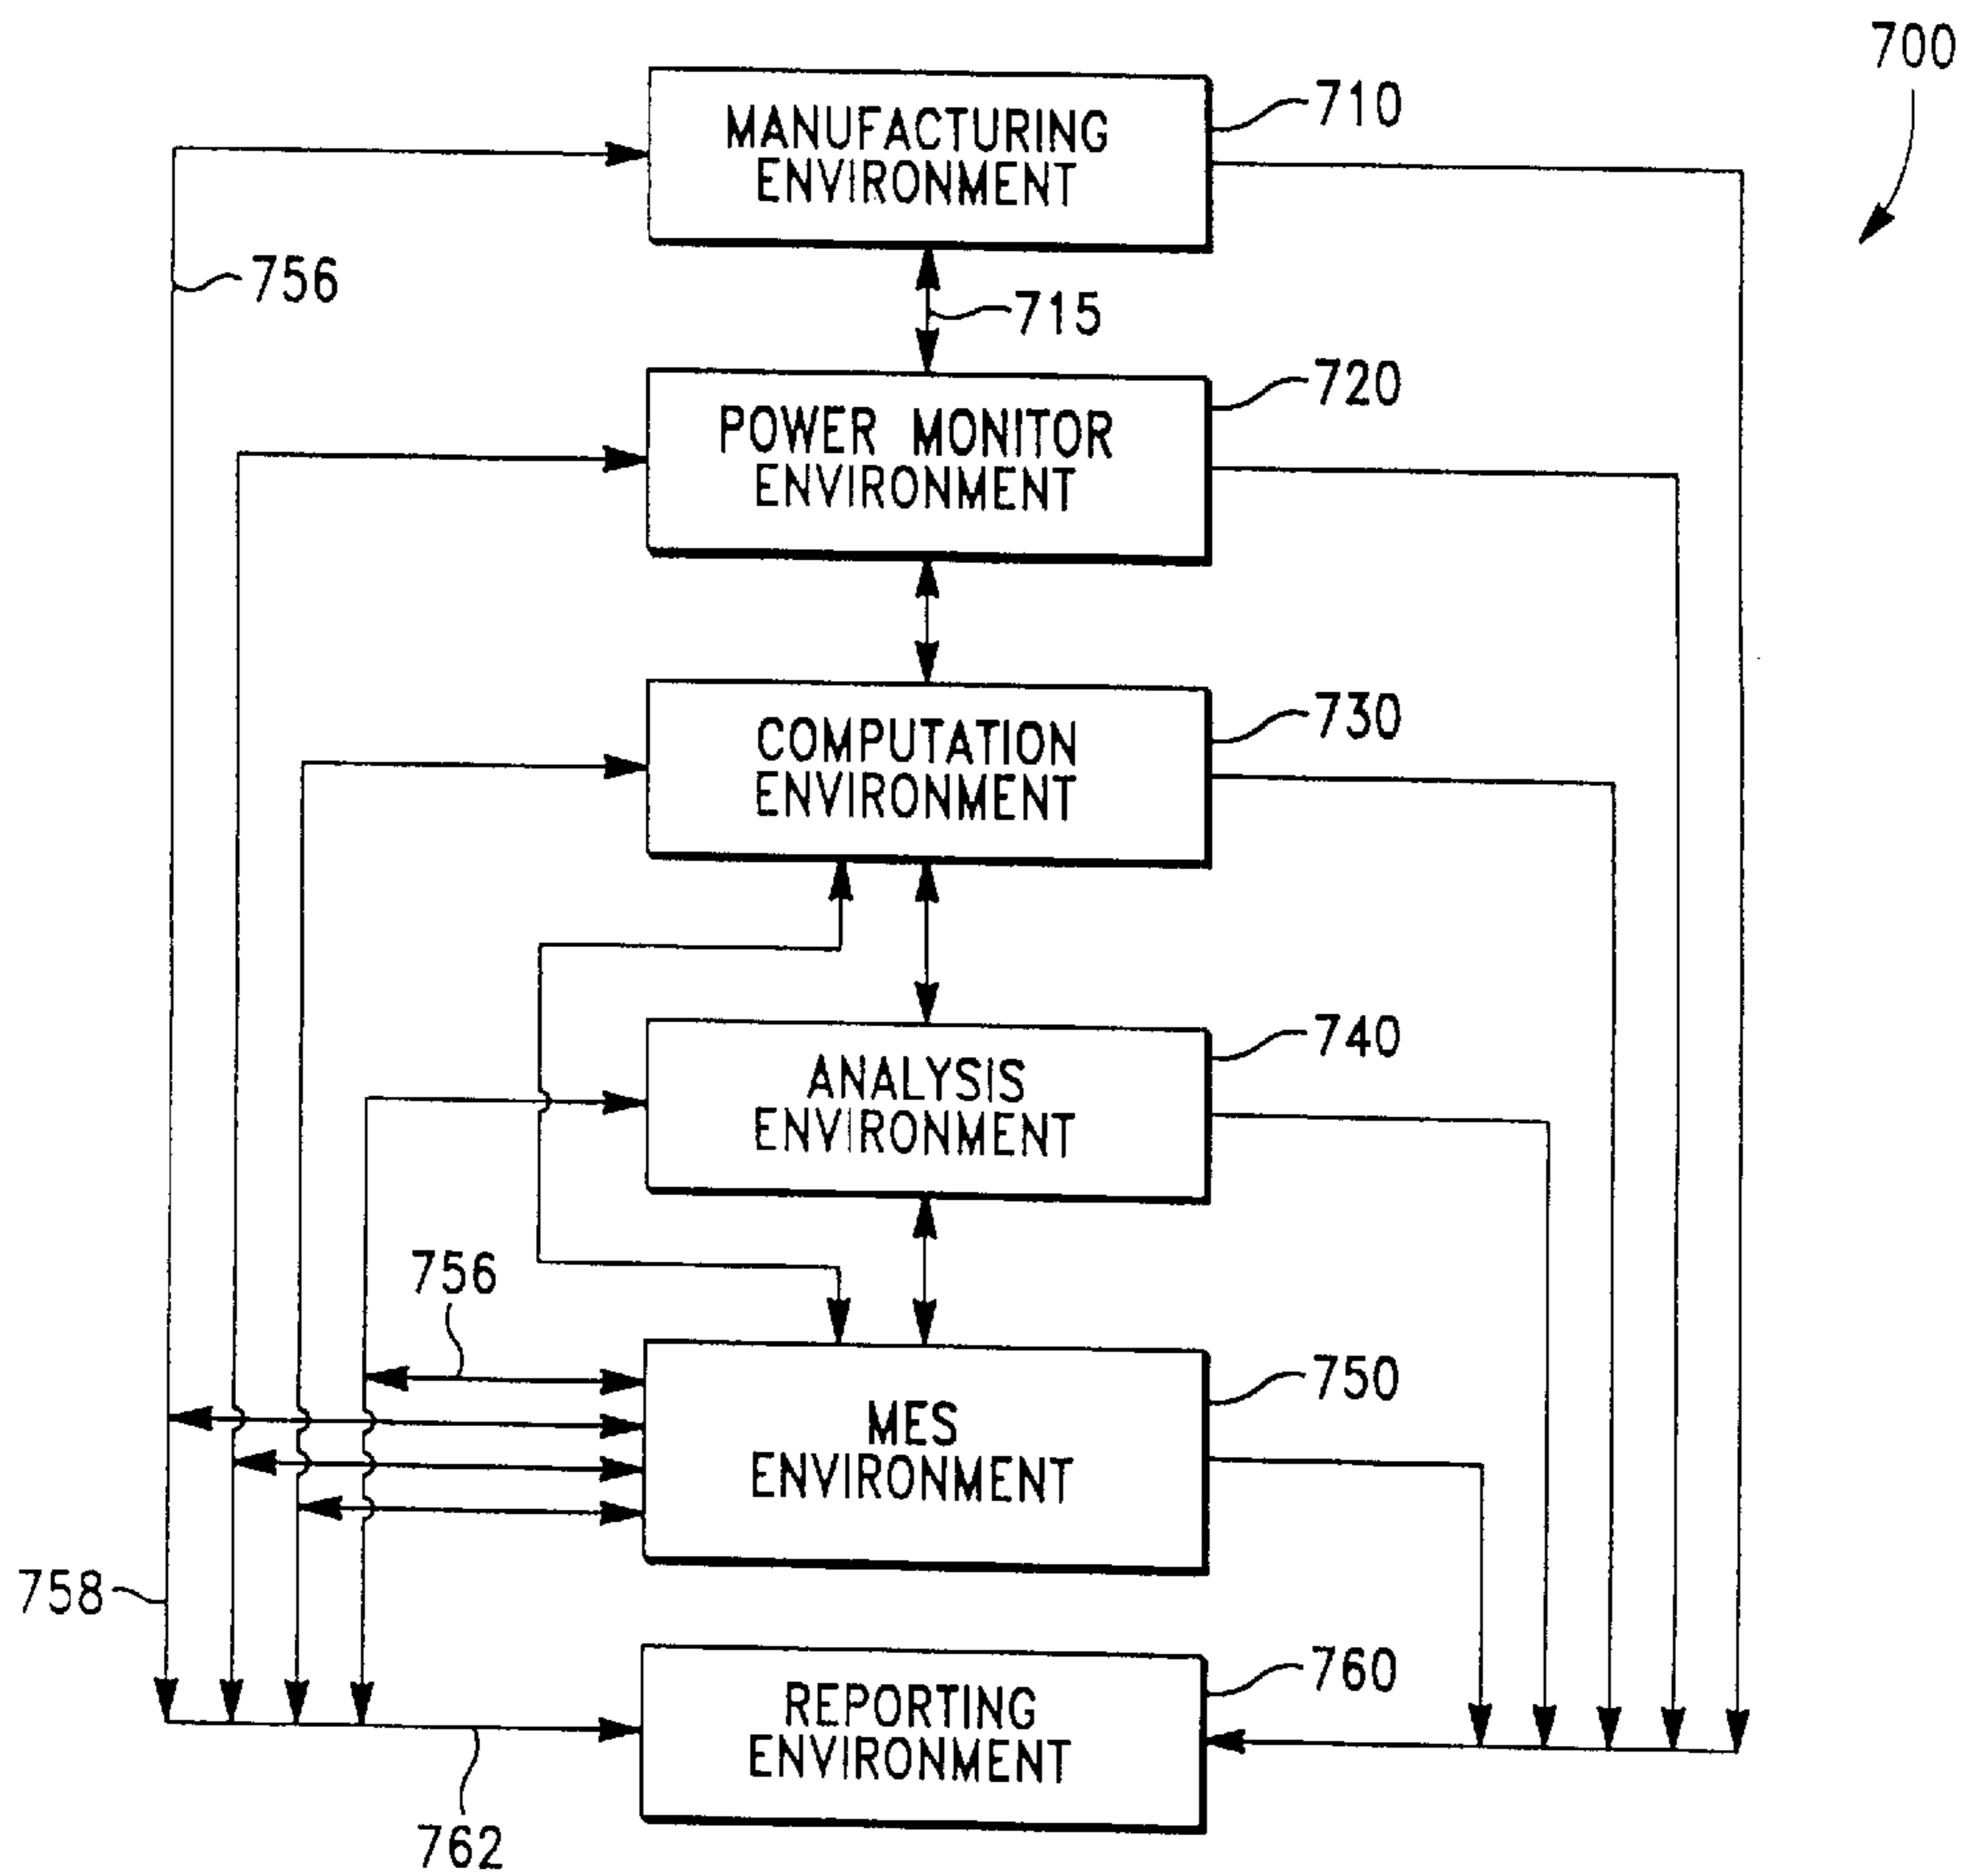 700
MANUFACTURING
ENVIRONMENT
710
756
715
POWER MONITOR
ENVIRONMENT
720
COMPUTATION
ENVIRONMENT
730
ANALYSIS
ENVIRONMENT
740
756
MES
ENVIRONMENT
750
758
REPORTING
ENVIRONMENT
760
762